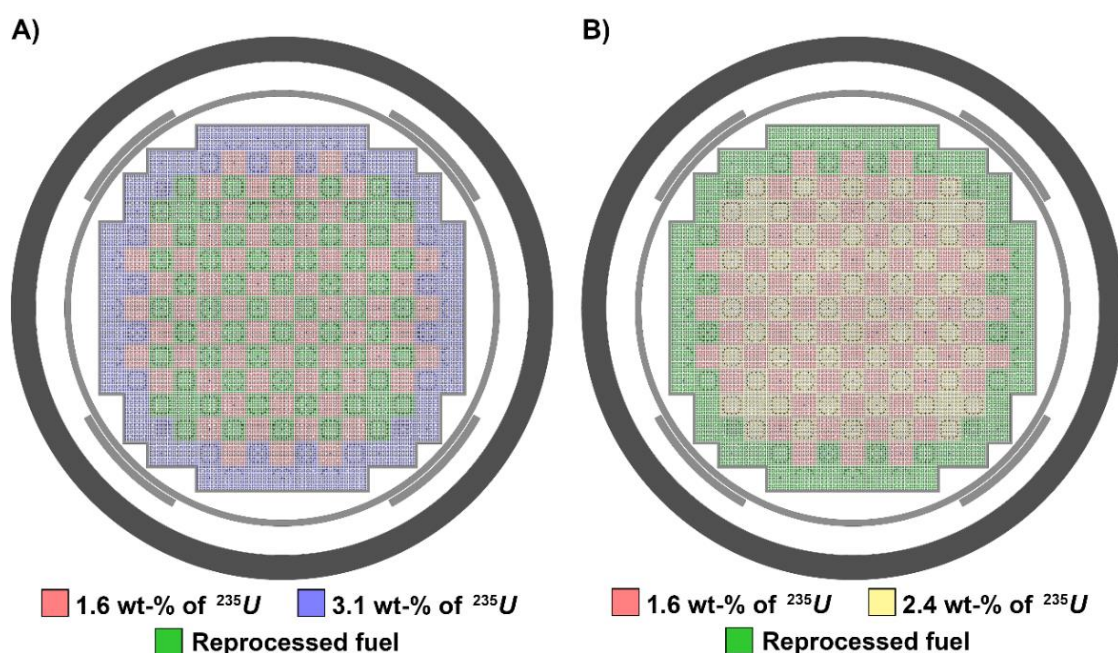 A) B)
1.6 wt-% of ²³⁵U 3.1 wt-% of ²³⁵U 1.6 wt-% of ²³⁵U 2.4 wt-% of ²³⁵U
Reprocessed fuel Reprocessed fuel